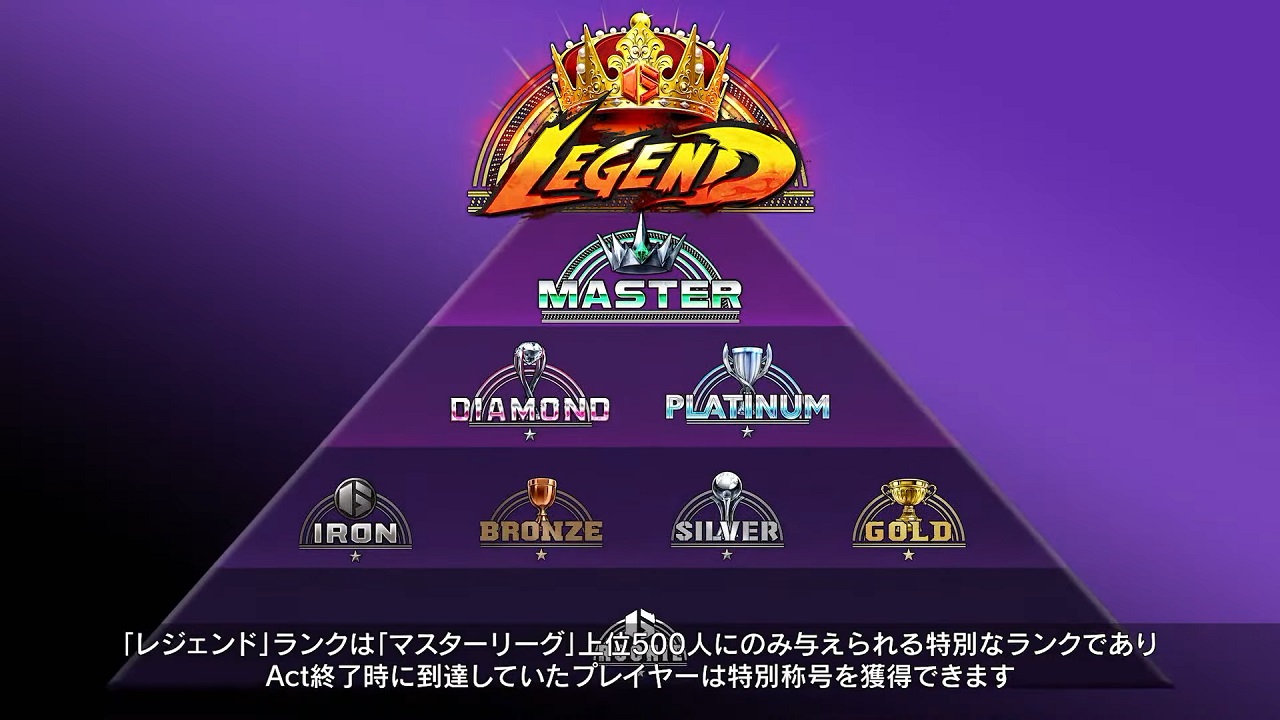 LEGEND
MASTER
DIAMOND
PLATINUM
IRON
BRONZE
SILVER
GOLD
「レジェンド」ランクは「マスターリーグ」上位500人にのみ与えられる特別なランクであり
Act終了時に到達していたプレイヤーは特別称号を獲得できます